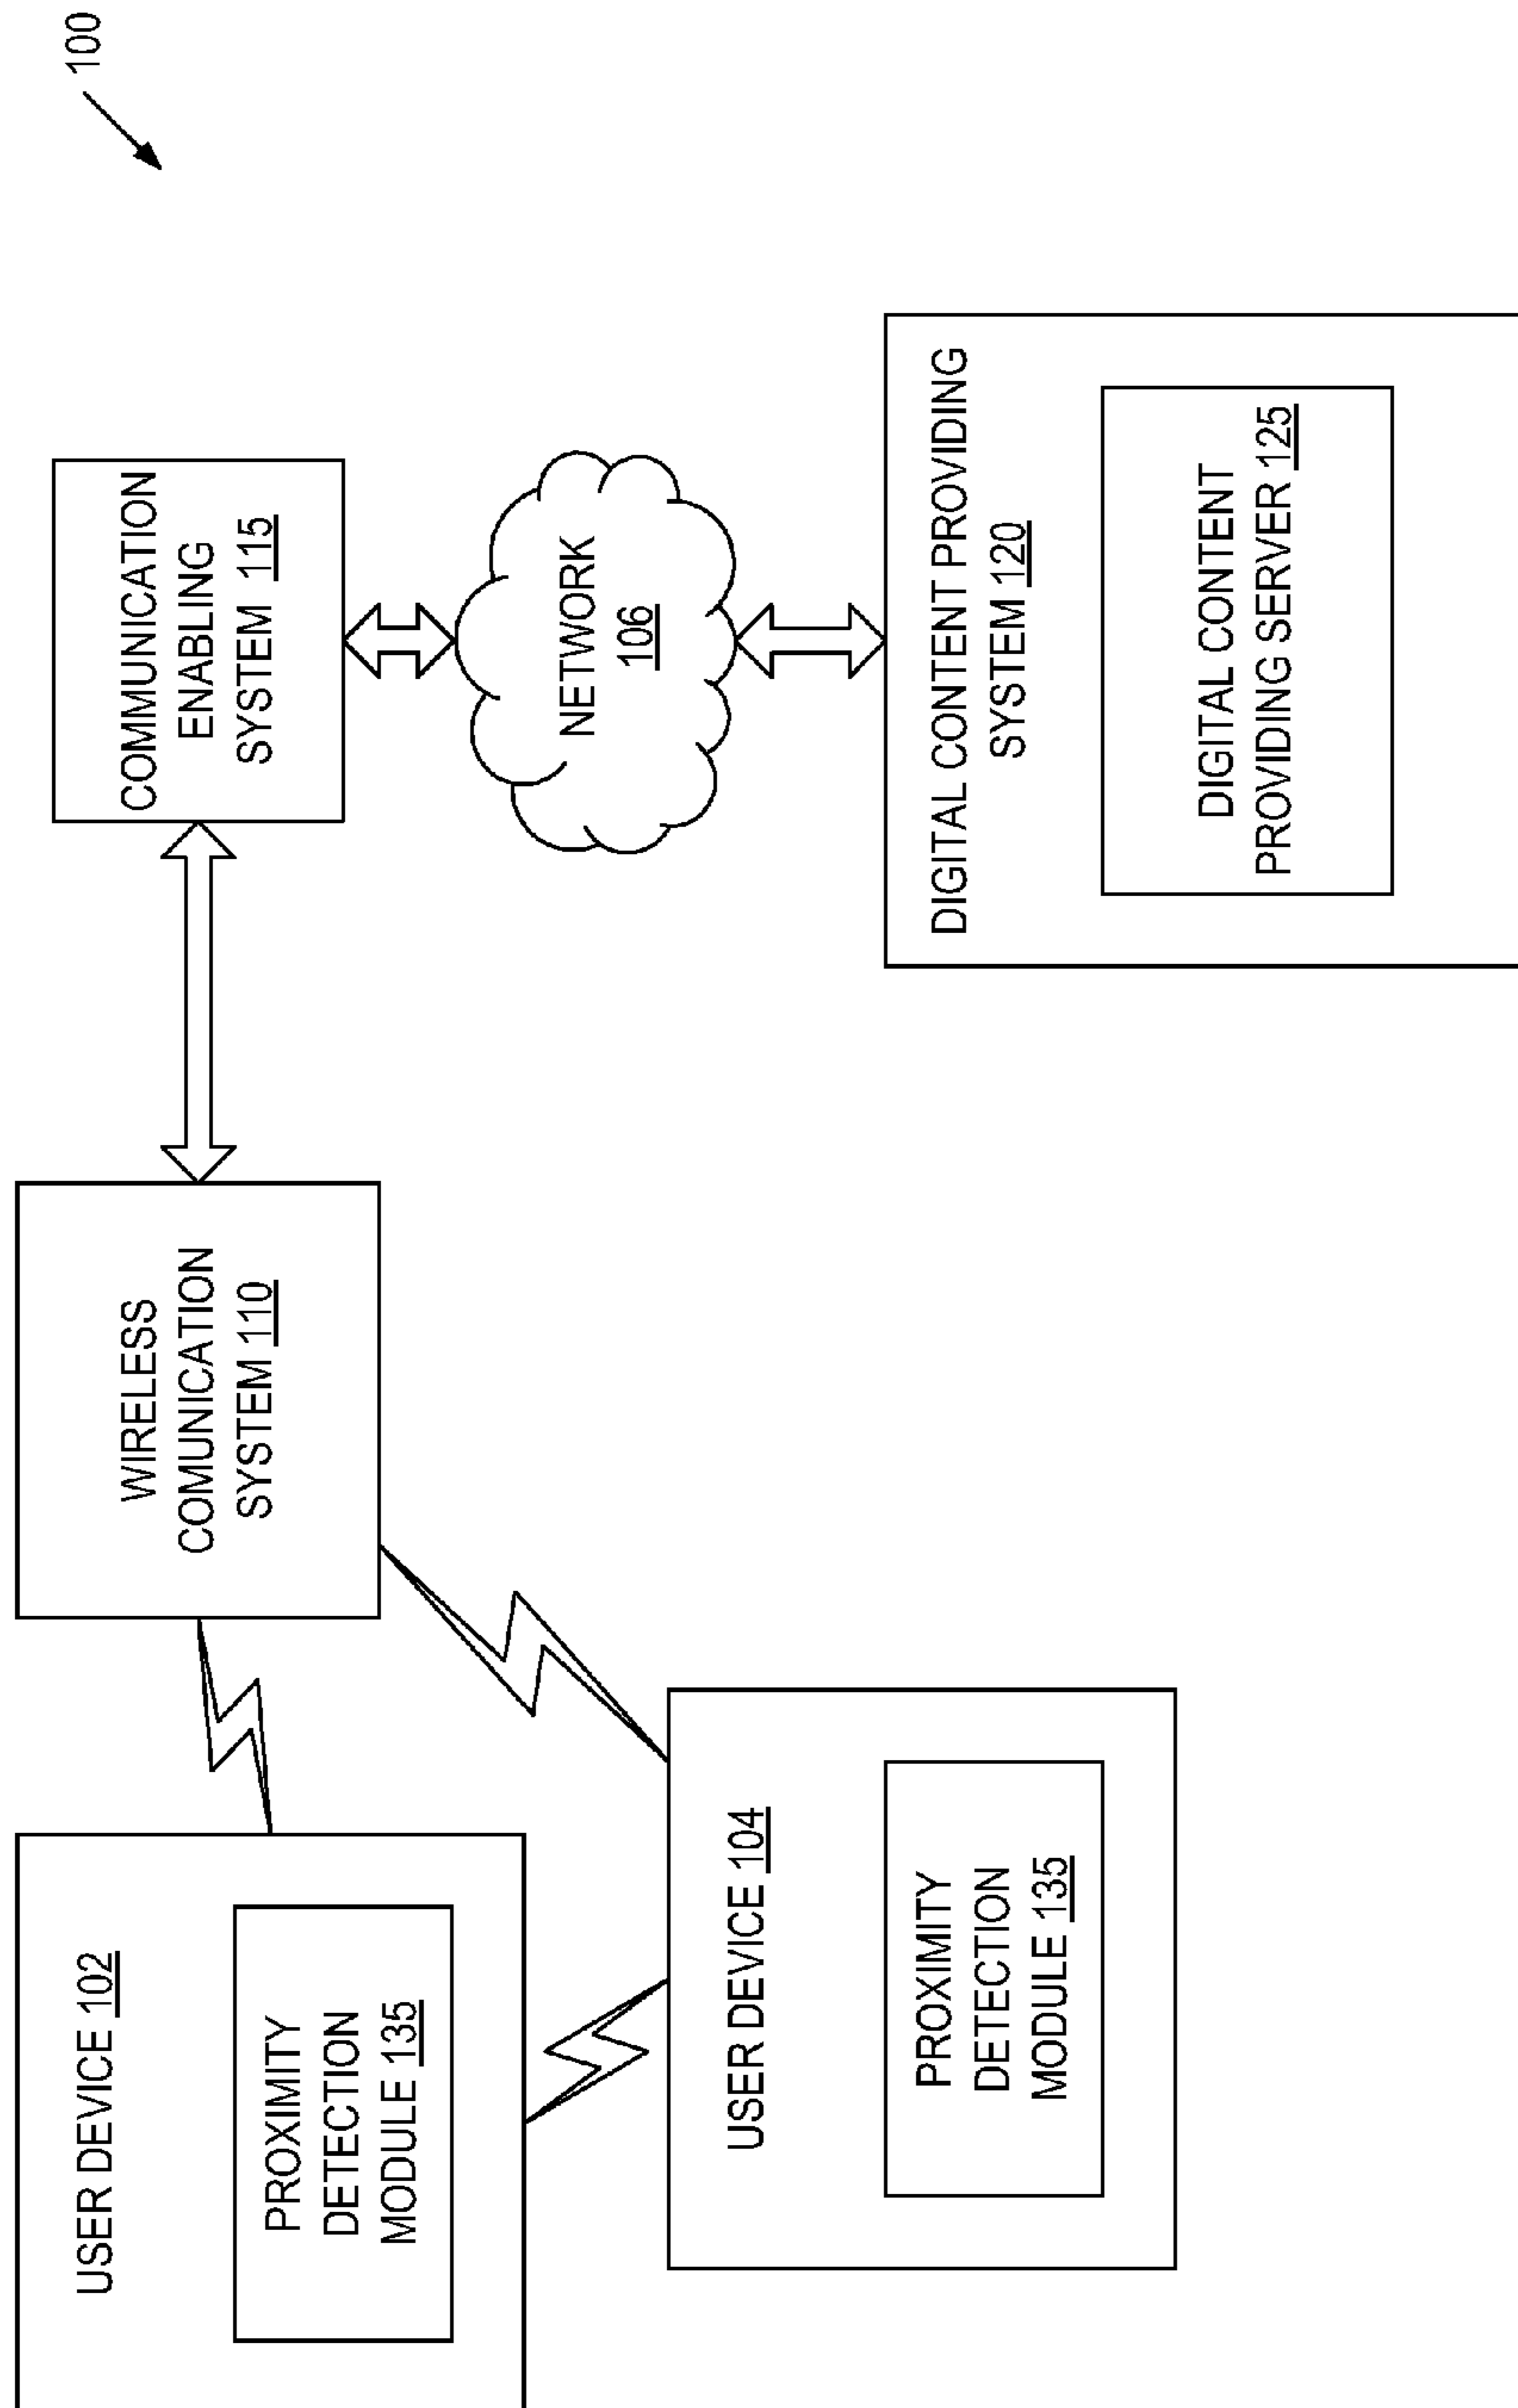 100
USER DEVICE 102
PROXIMITY
DETECTION
MODULE 135
WIRELESS
COMUNICATION
SYSTEM 110
COMMUNICATION
ENABLING
SYSTEM 115
NETWORK
106
USER DEVICE 104
PROXIMITY
DETECTION
MODULE 135
DIGITAL CONTENT PROVIDING
SYSTEM 120
DIGITAL CONTENT
PROVIDING SERVER 125